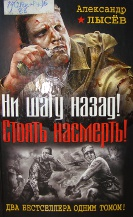 Александр
ЛЫСЁВ
Ни шагу назад!
Стоять насмерть!
ДВА БЕСТСЕЛЛЕРА ОДНИМ ТОМОМ!